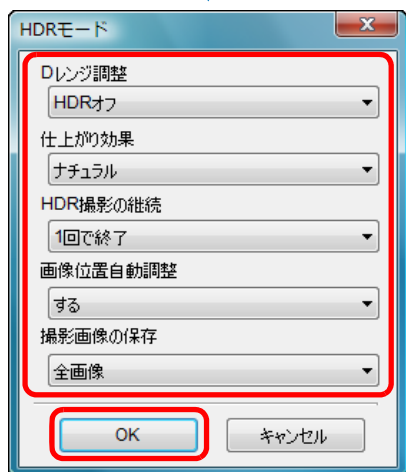 HDRモード
Dレンジ調整
HDRオフ
仕上がり効果
ナチュラル
HDR撮影の継続
1回で終了
画像位置自動調整
する
撮影画像の保存
全画像
OK キャンセル